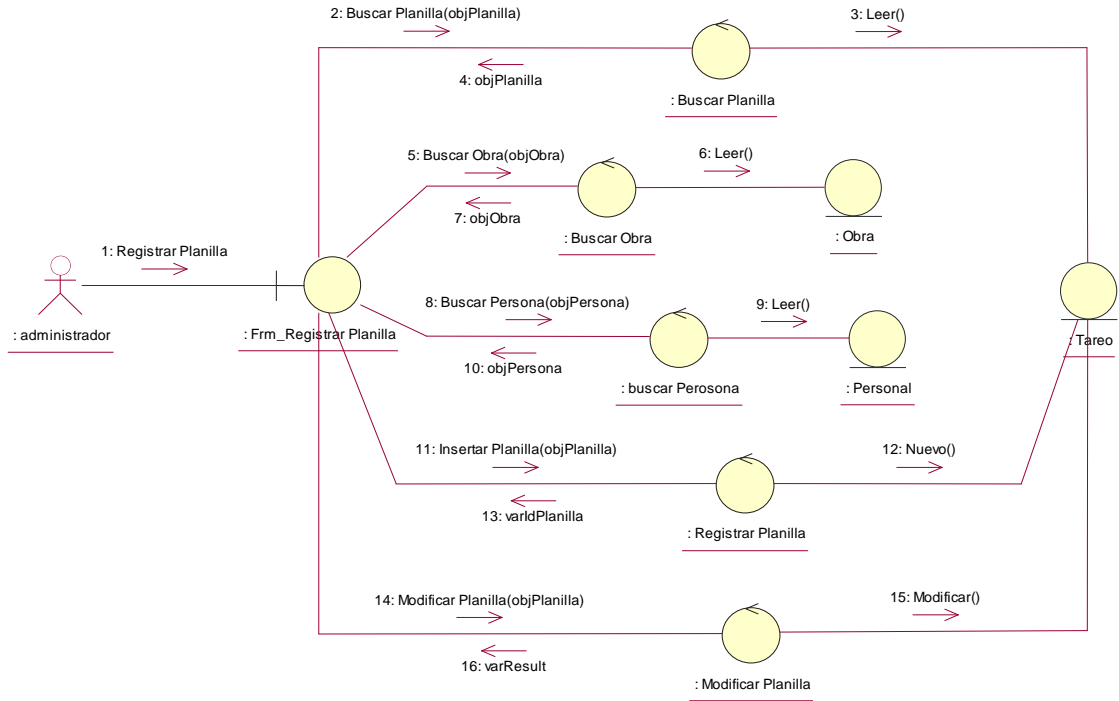 2: Buscar Planilla(objPlanilla)
3: Leer()
4: objPlanilla
: Buscar Planilla
5: Buscar Obra(objObra)
6: Leer()
7: objObra
: Buscar Obra
: Obra
1: Registrar Planilla
: administrador
: Frm_Registrar Planilla
8: Buscar Persona(objPersona)
9: Leer()
: Tareo
10: objPersona
: buscar Perosona
: Personal
11: Insertar Planilla(objPlanilla)
12: Nuevo()
13: varIdPlanilla
: Registrar Planilla
14: Modificar Planilla(objPlanilla)
15: Modificar()
16: varResult
: Modificar Planilla